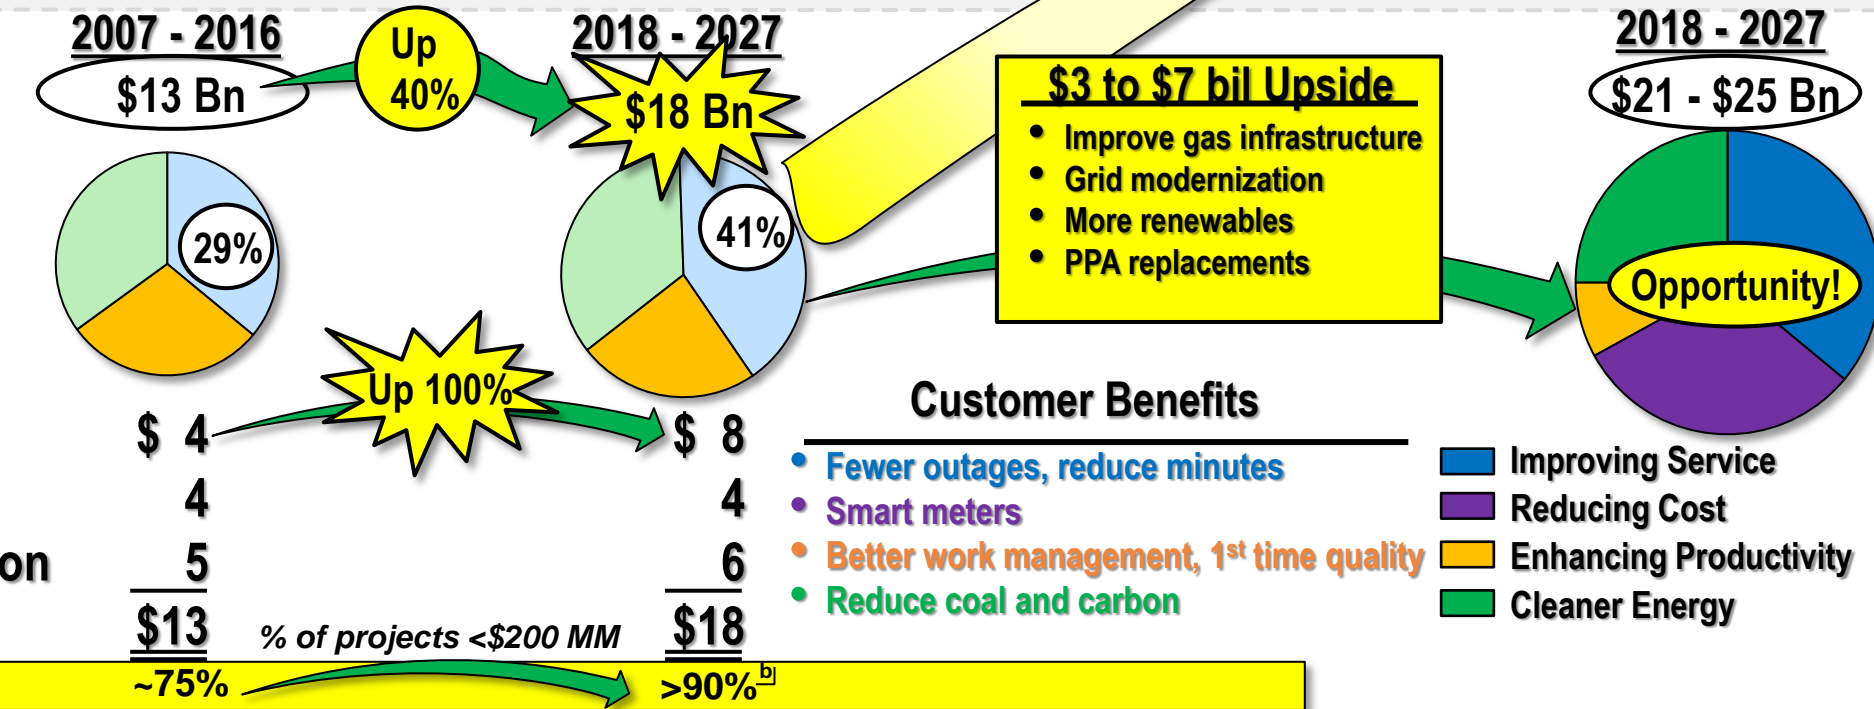 2007 - 2016
$13 Bn
Up
40%
2018 - 2027
$18 Bn
29%
41%
$3 to $7 bil Upside
• Improve gas infrastructure
• Grid modernization
• More renewables
• PPA replacements
2018 - 2027
$21 - $25 Bn
Opportunity!
Up 100%
$ 4
$ 8
4
4
on 5
6
$13
$18
% of projects <$200 MM
~75%
>90% b
Customer Benefits
• Fewer outages, reduce minutes
• Smart meters
• Better work management, 1st time quality
• Reduce coal and carbon
Improving Service
Reducing Cost
Enhancing Productivity
Cleaner Energy